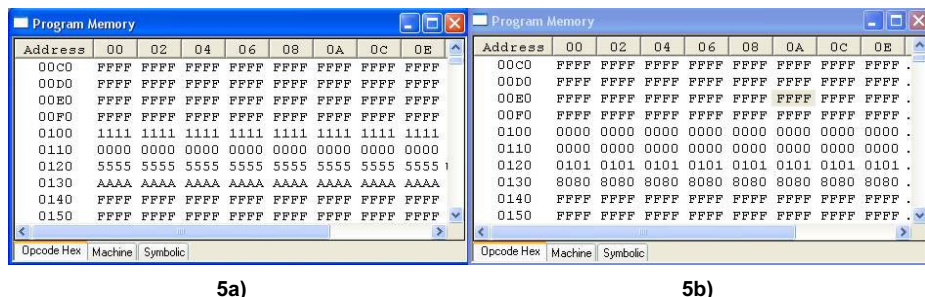 Program Memory
Address 00 02 04 06 08 0A 0C 0E
00C0 FFFF FFFF FFFF FFFF FFFF FFFF FFFF FFFF
00D0 FFFF FFFF FFFF FFFF FFFF FFFF FFFF FFFF
00E0 FFFF FFFF FFFF FFFF FFFF FFFF FFFF FFFF
00F0 FFFF FFFF FFFF FFFF FFFF FFFF FFFF FFFF
0100 1111 1111 1111 1111 1111 1111 1111 1111
0110 0000 0000 0000 0000 0000 0000 0000 0000
0120 5555 5555 5555 5555 5555 5555 5555 5555
0130 AAAA AAAA AAAA AAAA AAAA AAAA AAAA AAAA
0140 FFFF FFFF FFFF FFFF FFFF FFFF FFFF FFFF
0150 FFFF FFFF FFFF FFFF FFFF FFFF FFFF FFFF
Opcode Hex Machine Symbolic
5a)
Program Memory
Address 00 02 04 06 08 0A 0C 0E
00C0 FFFF FFFF FFFF FFFF FFFF FFFF FFFF FFFF .
00D0 FFFF FFFF FFFF FFFF FFFF FFFF FFFF FFFF .
00E0 FFFF FFFF FFFF FFFF FFFF FFFF FFFF FFFF .
00F0 FFFF FFFF FFFF FFFF FFFF FFFF FFFF FFFF .
0100 0000 0000 0000 0000 0000 0000 0000 0000 .
0110 0000 0000 0000 0000 0000 0000 0000 0000 .
0120 0101 0101 0101 0101 0101 0101 0101 0101 .
0130 8080 8080 8080 8080 8080 8080 8080 8080 .
0140 FFFF FFFF FFFF FFFF FFFF FFFF FFFF FFFF .
0150 FFFF FFFF FFFF FFFF FFFF FFFF FFFF FFFF .
Opcode Hex Machine Symbolic
5b)